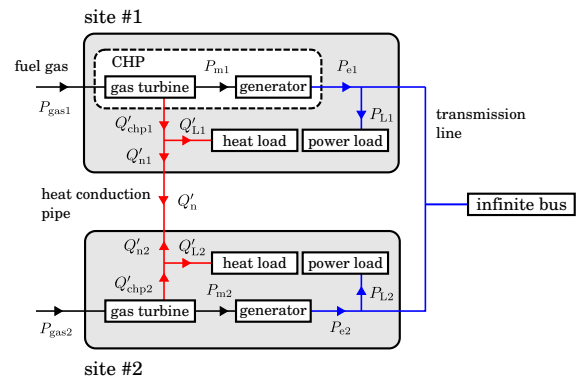 site #1
fuel gas
CHP
P_m1
P_e1
gas turbine
generator
P_gas1
P_L1
Q′_chp1
Q′_L1
transmission
line
heat load
power load
Q′_n1
heat conduction
pipe
Q′_n
infinite bus
Q′_n2
Q′_L2
heat load
power load
Q′_chp2
P_m2
P_L2
gas turbine
generator
P_gas2
P_e2
site #2